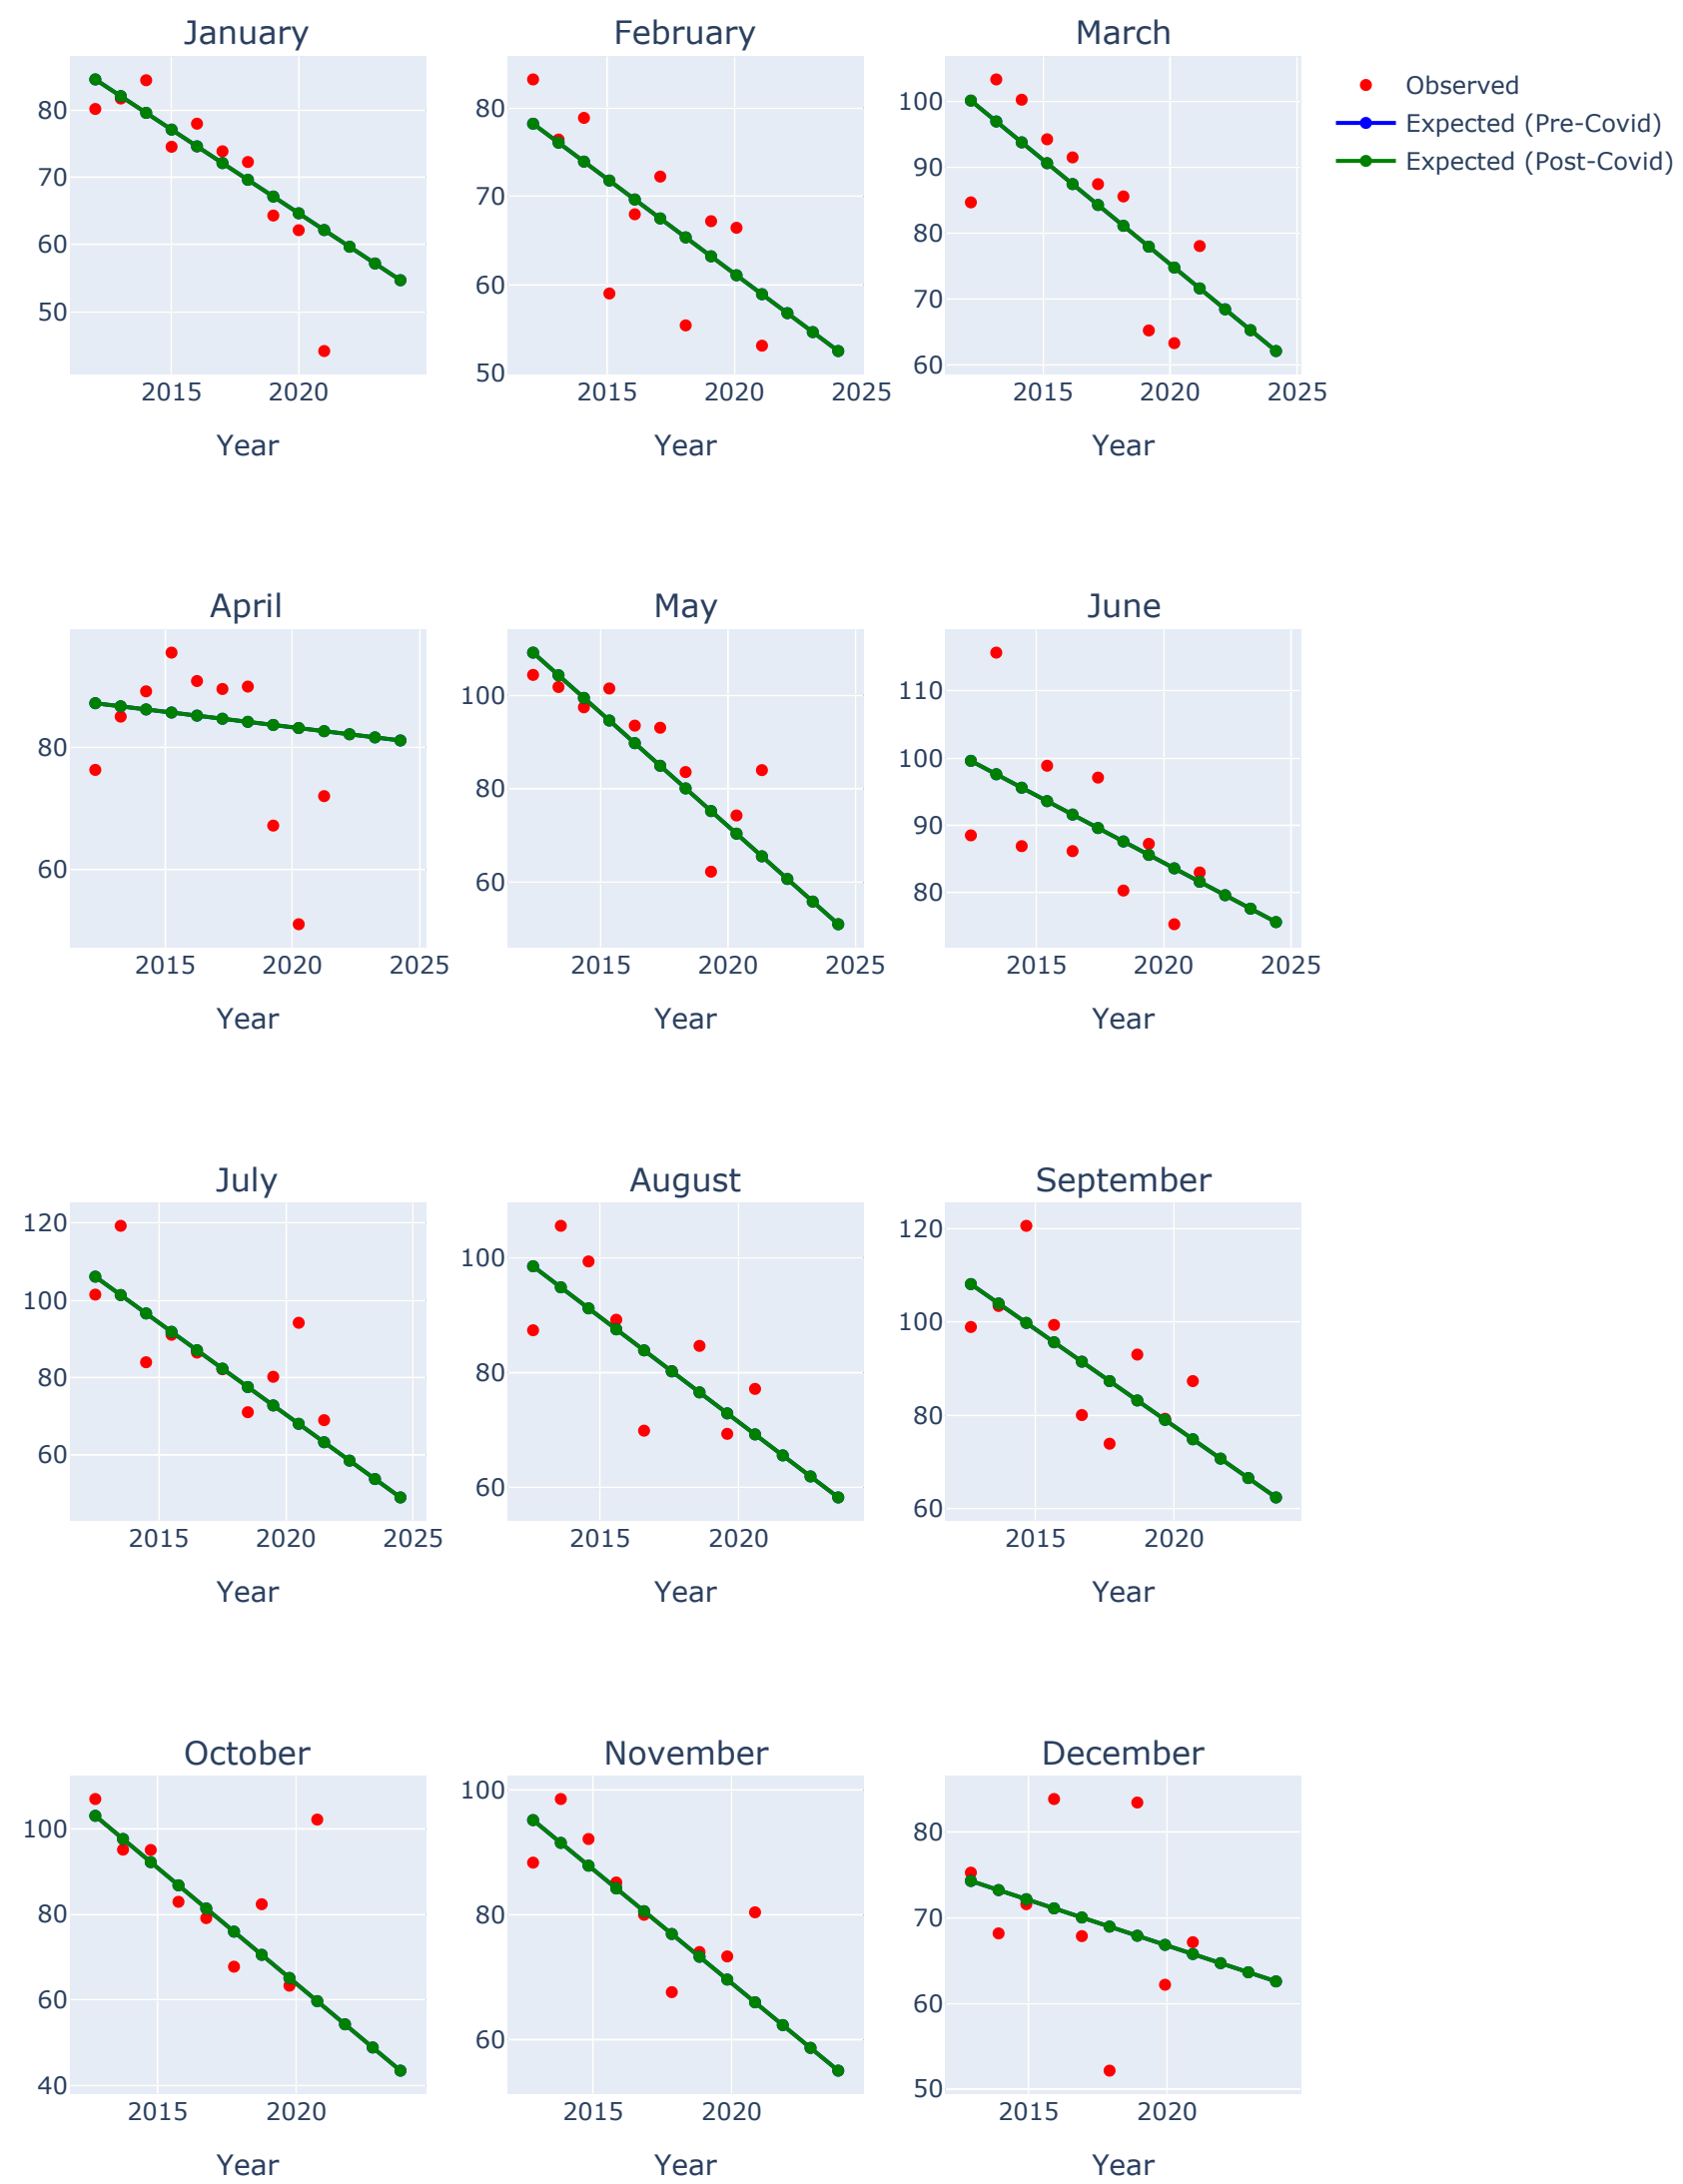 January February March
80
70
60
50
2015 2020
Year
80
70
60
50
2015 2020 2025
Year
100
90
80
70
60
2015 2020 2025
Year
Observed
Expected (Pre-Covid)
Expected (Post-Covid)
April May June
80
60
2015 2020 2025
Year
100
80
60
2015 2020 2025
Year
110
100
90
80
2015 2020 2025
Year
July August September
120
100
80
60
2015 2020 2025
Year
100
80
60
2015 2020
Year
120
100
80
60
2015 2020
Year
October November December
100
80
60
40
2015 2020
Year
100
80
60
2015 2020
Year
80
70
60
50
2015 2020
Year